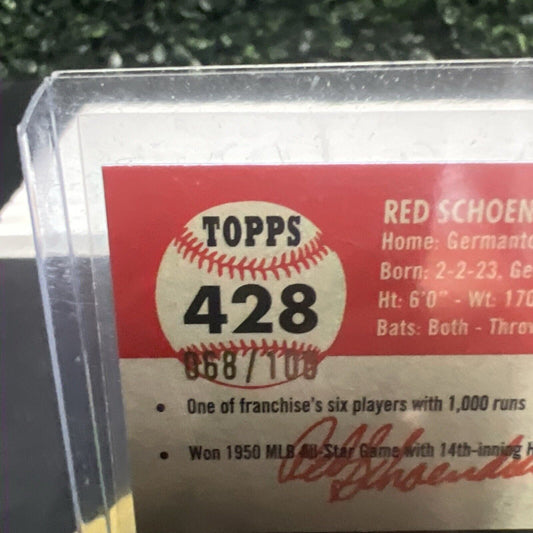 TOPPS
428
068/100
RED SCHOEN
Home: Germanto
Born: 2-2-23, Ge
Ht: 6'0" - Wt: 170
Bats: Both - Throw
• One of franchise's six players with 1,000 runs
• Won 1950 MLB All-Star Game with 14th-inning H
Red Schoendie